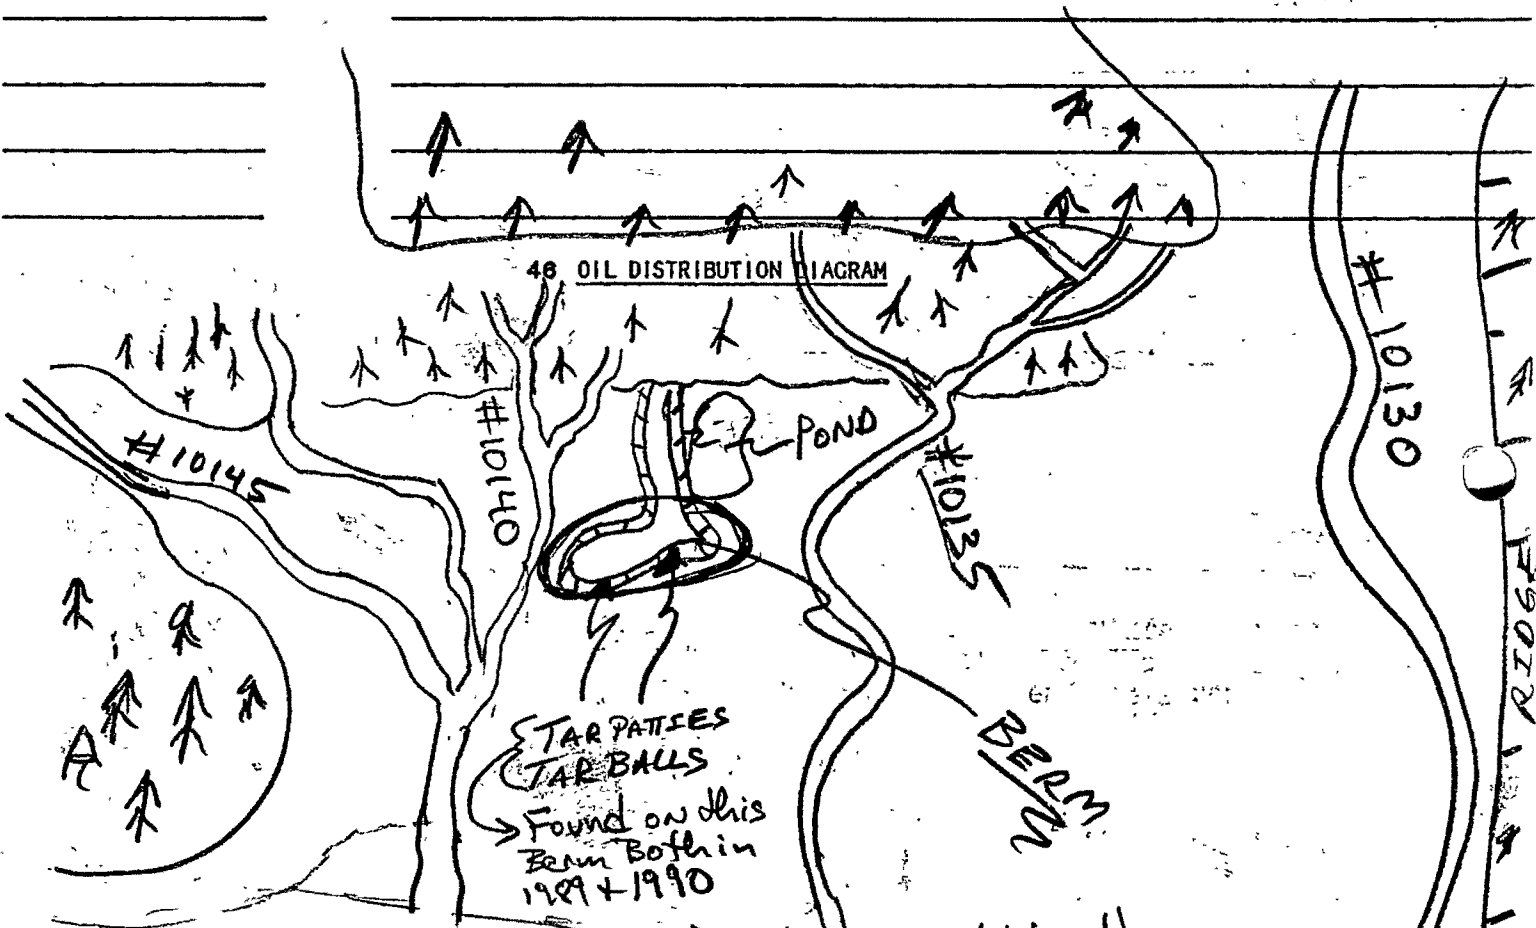 46 OIL DISTRIBUTION DIAGRAM
#10130
#10145
#10140
POND
#10135
RIDGE
TAR PATTIES
TAR BALLS
BERM
Found on this
Berm Both in
1989 + 1990